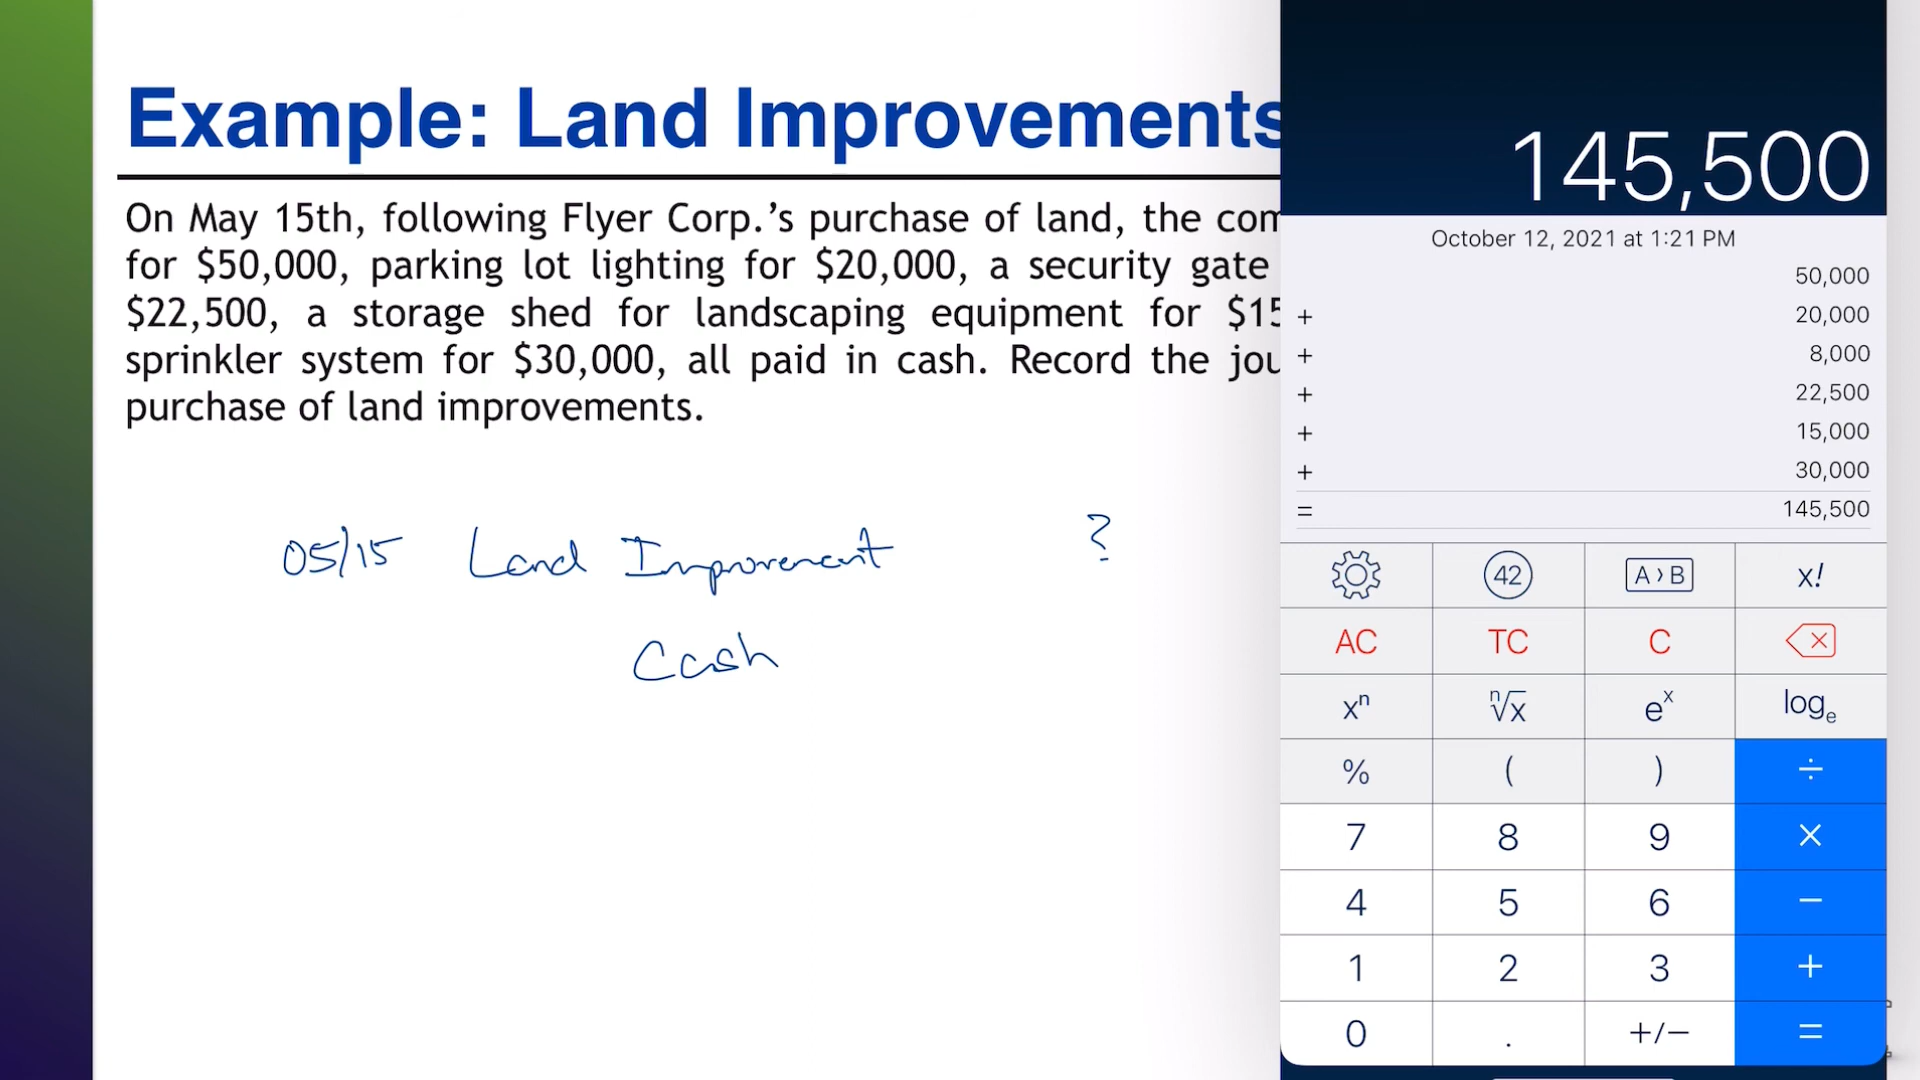 Example: Land Improvements
On May 15th, following Flyer Corp.’s purchase of land, the com
for $50,000, parking lot lighting for $20,000, a security gate
$22,500, a storage shed for landscaping equipment for $15
sprinkler system for $30,000, all paid in cash. Record the jou
purchase of land improvements.
05/15 Land Improvement ?
Cash
145,500
October 12, 2021 at 1:21 PM
50,000
+ 20,000
+ 8,000
+ 22,500
+ 15,000
+ 30,000
= 145,500
42 A›B x!
AC TC C
xⁿ ⁿ√x eˣ logₑ
% ( ) ÷
7 8 9 ×
4 5 6 −
1 2 3 +
0 . +/− =